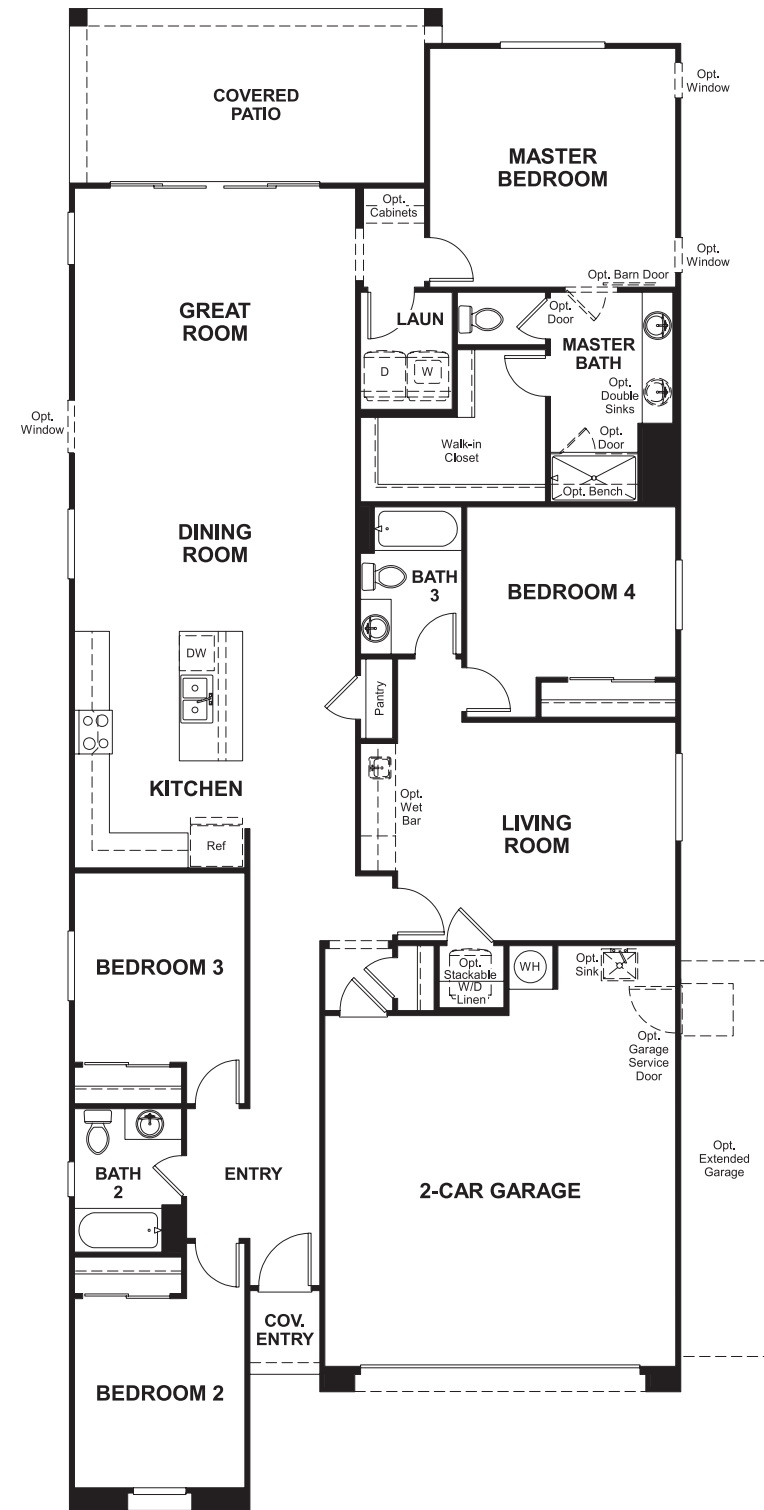 COVERED
PATIO
Opt.
Window
MASTER
BEDROOM
Opt.
Cabinets
Opt.
Window
Opt. Barn Door
GREAT
ROOM
LAUN
Opt.
Door
MASTER
BATH
D
W
Opt.
Double
Sinks
Opt.
Window
Opt.
Door
Walk-in
Closet
Opt. Bench
DINING
ROOM
BATH
3
BEDROOM 4
DW
Pantry
KITCHEN
Opt.
Wet
Bar
LIVING
ROOM
Ref
BEDROOM 3
Opt.
Stackable
W/D
Linen
WH
Opt.
Sink
Opt.
Garage
Service
Door
BATH
2
ENTRY
2-CAR GARAGE
Opt.
Extended
Garage
COV.
ENTRY
BEDROOM 2